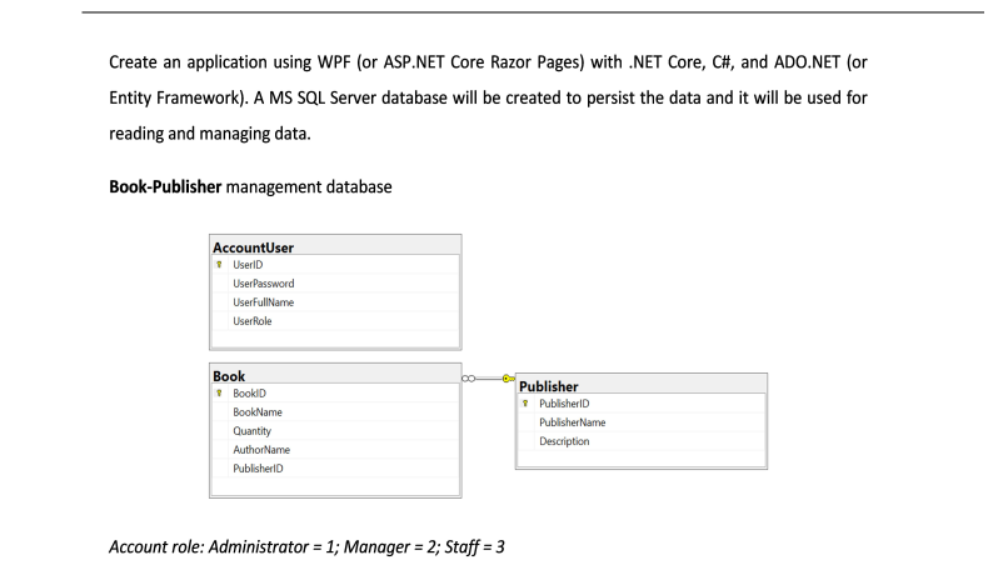 Create an application using WPF (or ASP.NET Core Razor Pages) with .NET Core, C#, and ADO.NET (or
Entity Framework). A MS SQL Server database will be created to persist the data and it will be used for
reading and managing data.
Book-Publisher management database
AccountUser
UserID
UserPassword
UserFullName
UserRole
Book
BookID
BookName
Quantity
AuthorName
PublisherID
Publisher
PublisherID
PublisherName
Description
Account role: Administrator = 1; Manager = 2; Staff = 3